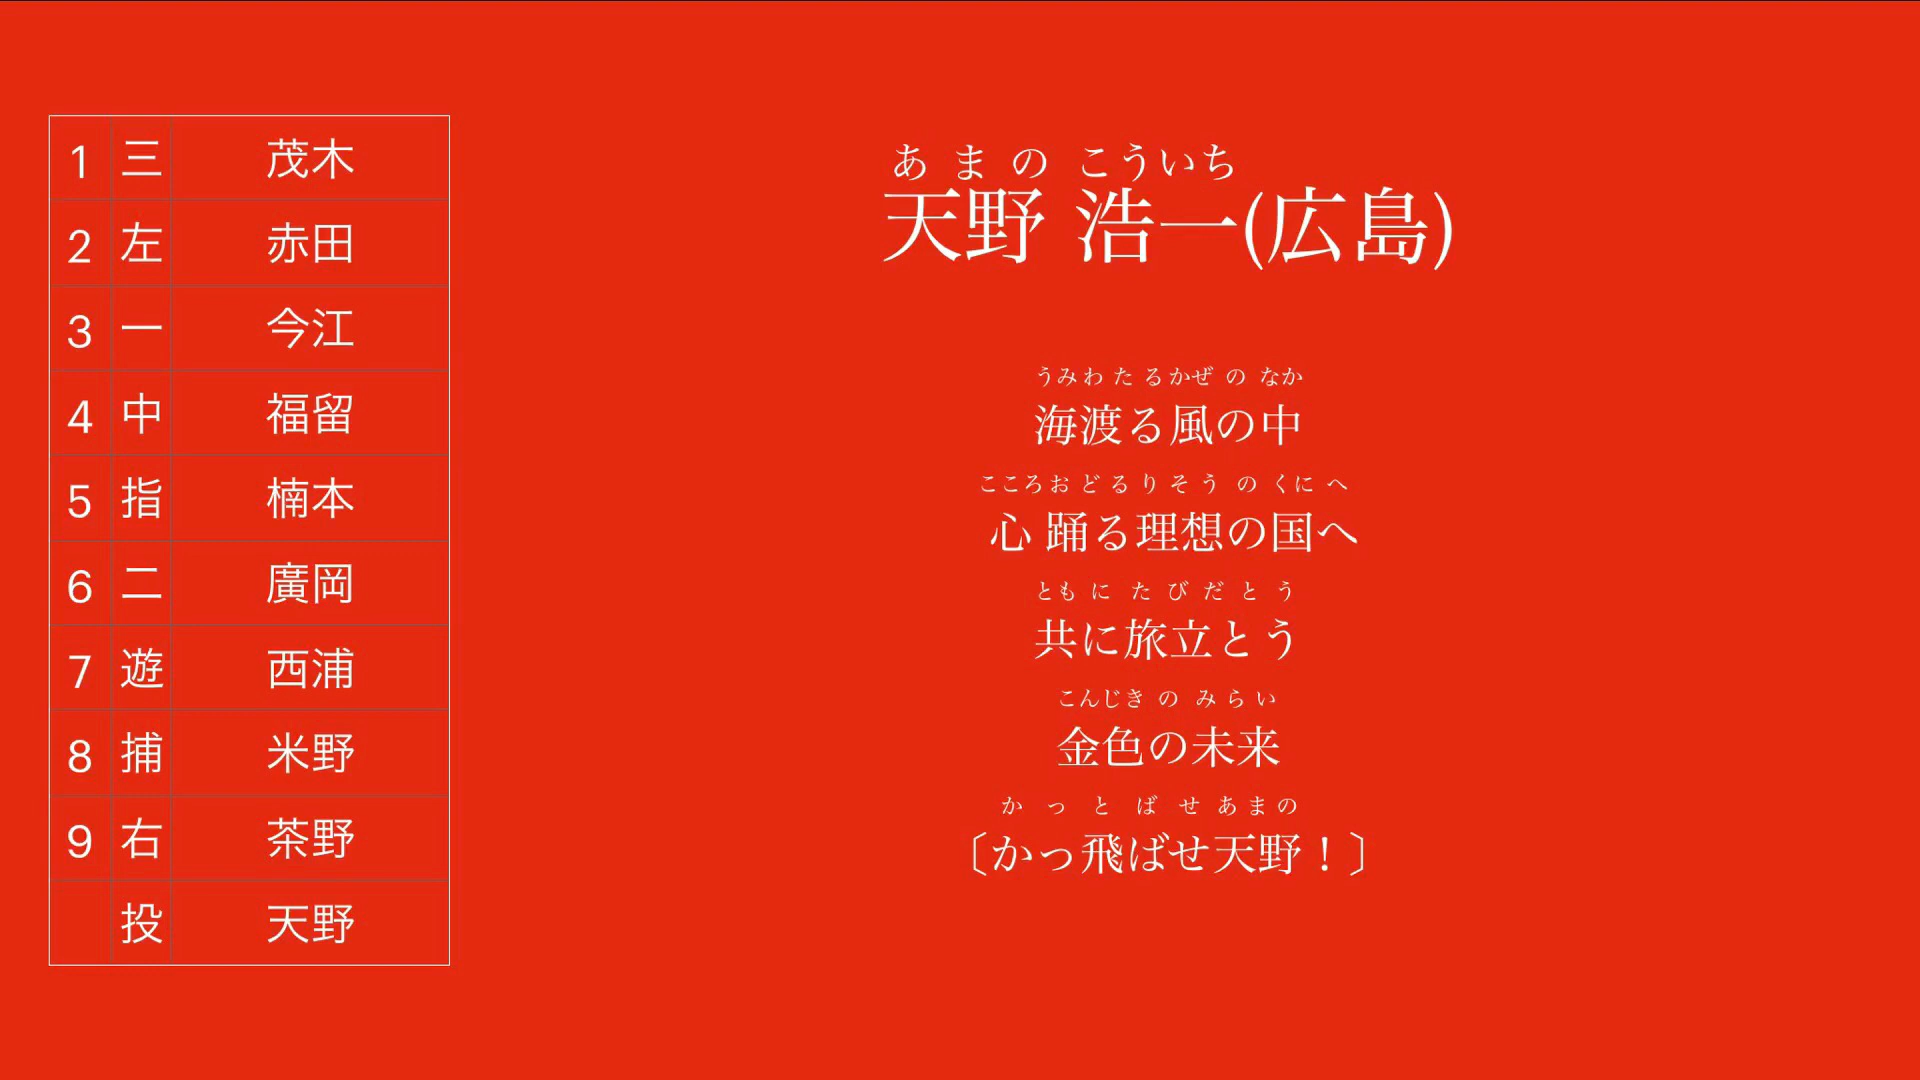 1 三 茂木
2 左 赤田
3 一 今江
4 中 福留
5 指 楠本
6 二 廣岡
7 遊 西浦
8 捕 米野
9 右 茶野
投 天野
あまの こういち
天野 浩一(広島)
うみわたるかぜのなか
海渡る風の中
こころおどるりそうのくにへ
心踊る理想の国へ
ともにたびだとう
共に旅立とう
こんじきのみらい
金色の未来
かっとばせあまの
〔かっ飛ばせ天野！〕